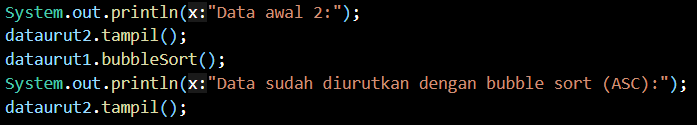 System.out.println(x:"Data awal 2:");
dataurut2.tampil();
dataurut1.bubbleSort();
System.out.println(x:"Data sudah diurutkan dengan bubble sort (ASC):");
dataurut2.tampil();